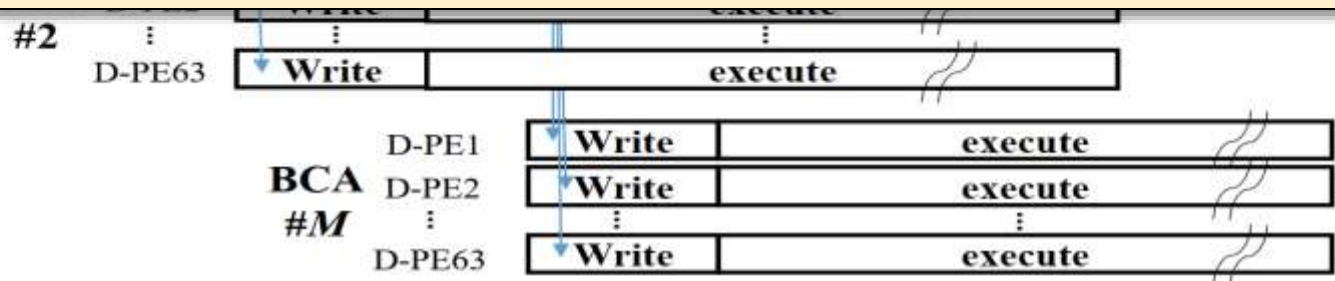 #2
D-PE63 Write execute
D-PE1 Write execute
BCA D-PE2 Write execute
#M
D-PE63 Write execute